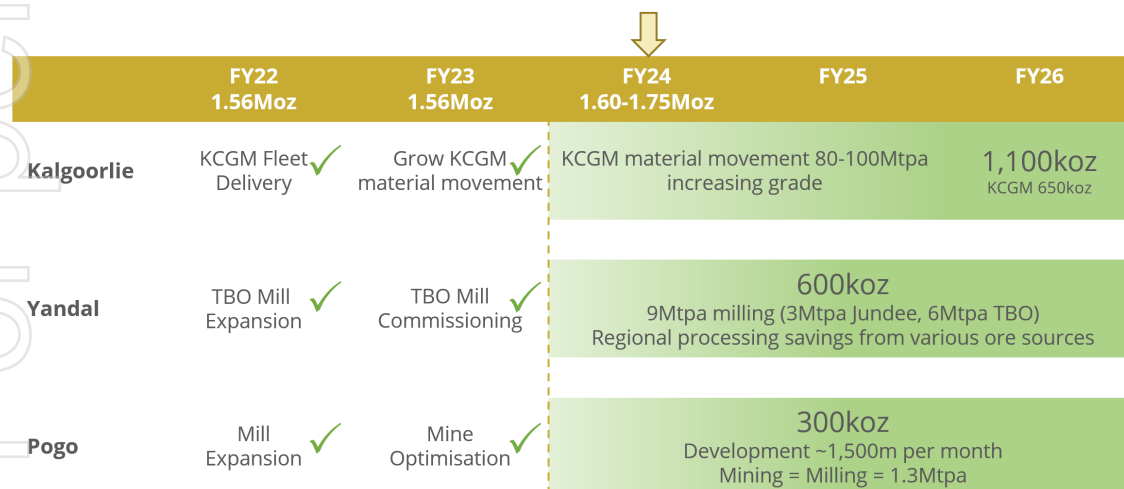 FY22 FY23 FY24 FY25 FY26
1.56Moz 1.56Moz 1.60-1.75Moz
Kalgoorlie
KCGM Fleet
Delivery
Grow KCGM
material movement
KCGM material movement 80-100Mtpa
increasing grade
1,100koz
KCGM 650koz
Yandal
TBO Mill
Expansion
TBO Mill
Commissioning
600koz
9Mtpa milling (3Mtpa Jundee, 6Mtpa TBO)
Regional processing savings from various ore sources
Pogo
Mill
Expansion
Mine
Optimisation
300koz
Development ~1,500m per month
Mining = Milling = 1.3Mtpa